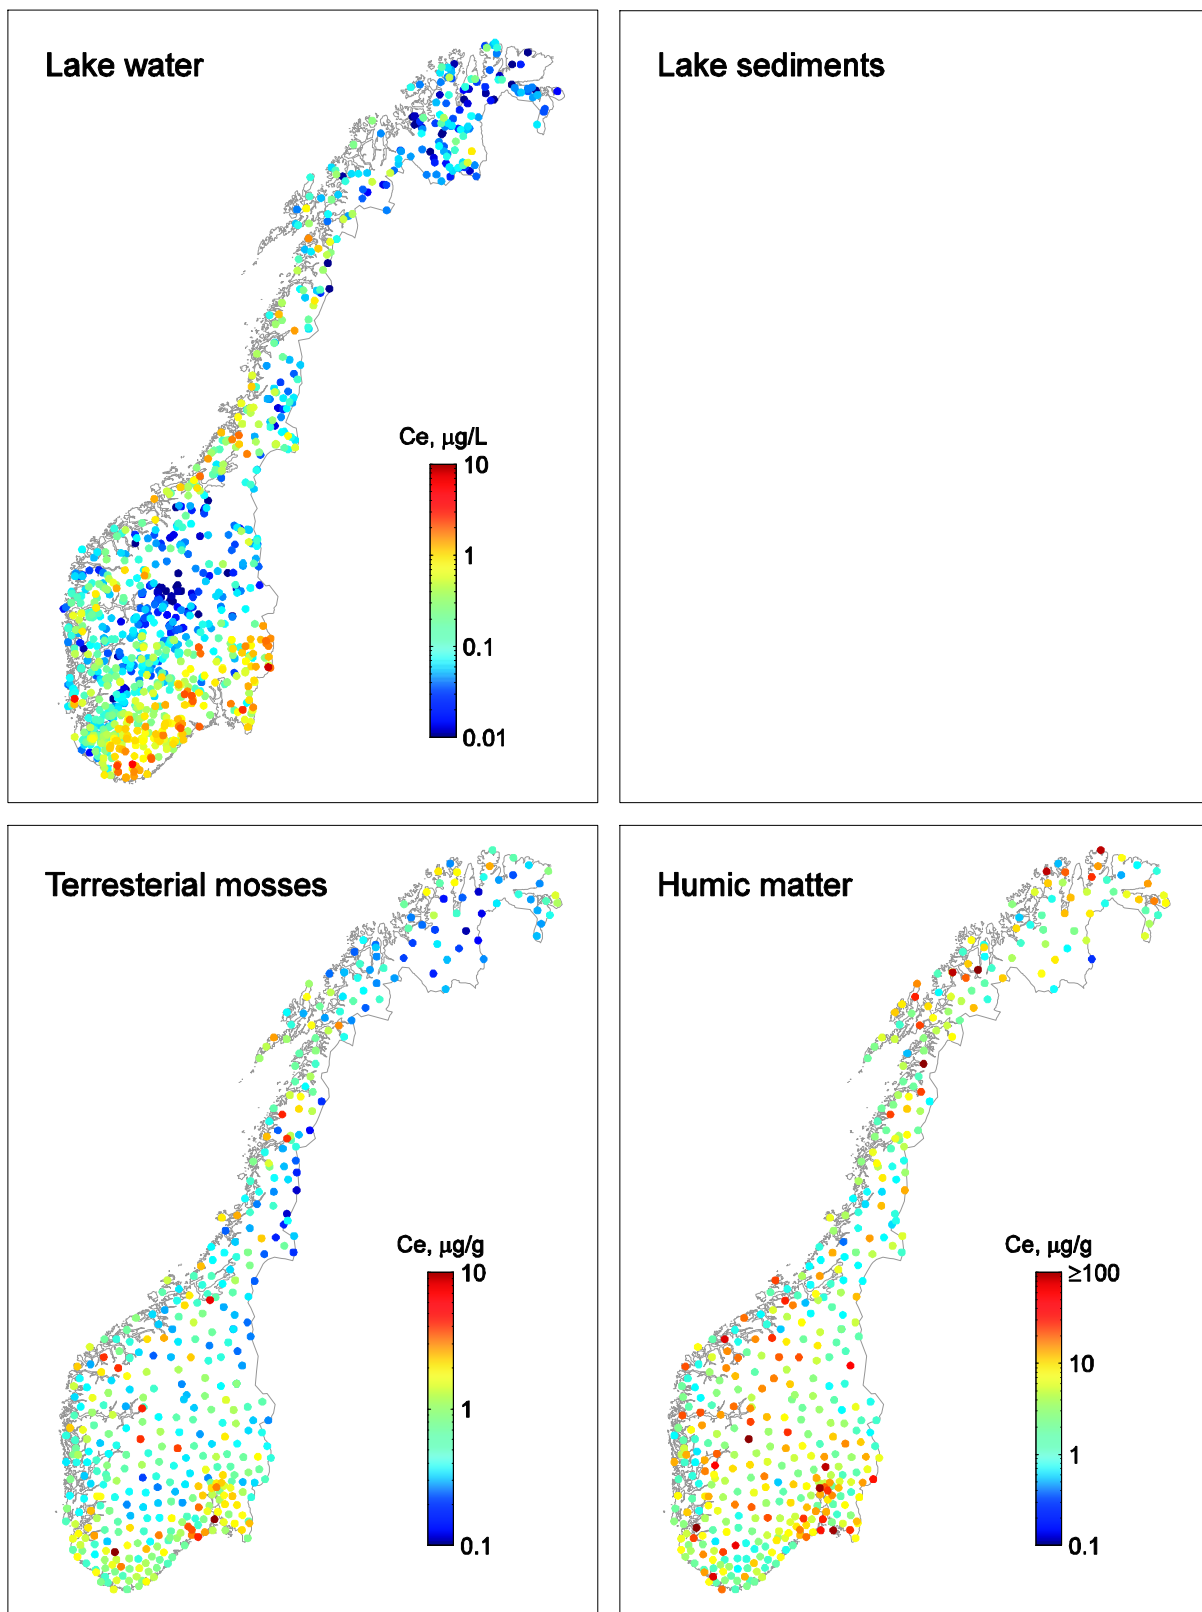 Lake water
Ce, μg/L
10
1
0.1
0.01
Lake sediments
Terresterial mosses
Ce, μg/g
10
1
0.1
Humic matter
Ce, μg/g
≥100
10
1
0.1